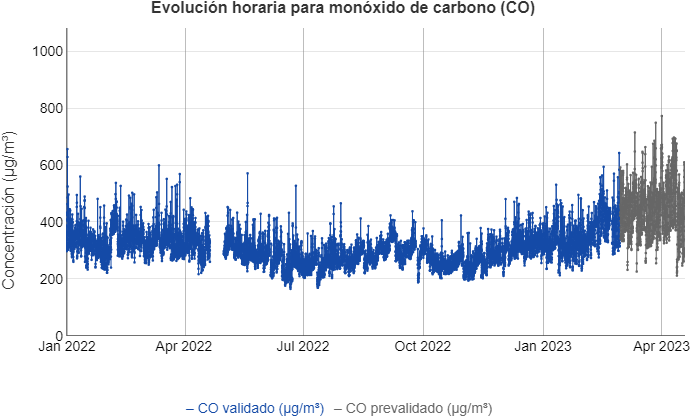 Evolución horaria para monóxido de carbono (CO)
Concentración (µg/m³)
1000
800
600
400
200
0
Jan 2022 Apr 2022 Jul 2022 Oct 2022 Jan 2023 Apr 2023
– CO validado (µg/m³) – CO prevalidado (µg/m³)